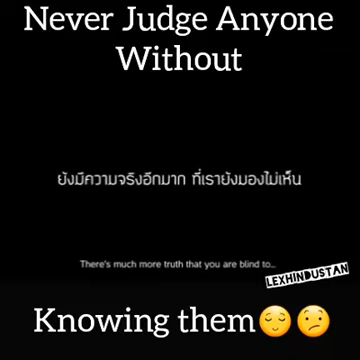 Never Judge Anyone
Without
ยังมีความจริงอีกมาก ที่เรายังมองไม่เห็น
There's much more truth that you are blind to...
LEXHINDUSTAN
Knowing them😌😕